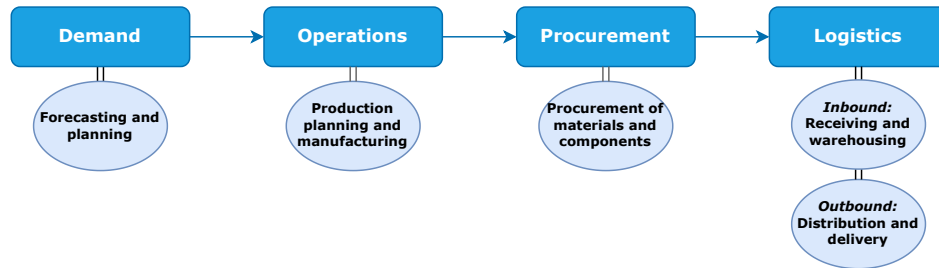 Demand
Operations
Procurement
Logistics
Forecasting and
planning
Production
planning and
manufacturing
Procurement of
materials and
components
Inbound:
Receiving and
warehousing
Outbound:
Distribution and
delivery